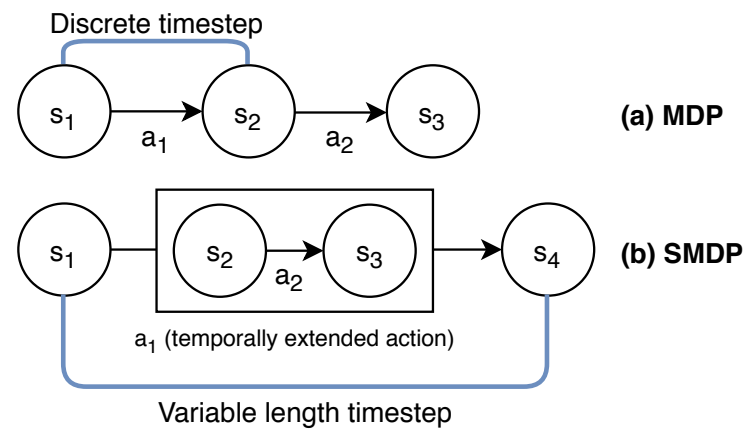 Discrete timestep
s1 s2 s3
a1 a2
(a) MDP
s1 s2 s3 s4
a2
(b) SMDP
a1 (temporally extended action)
Variable length timestep